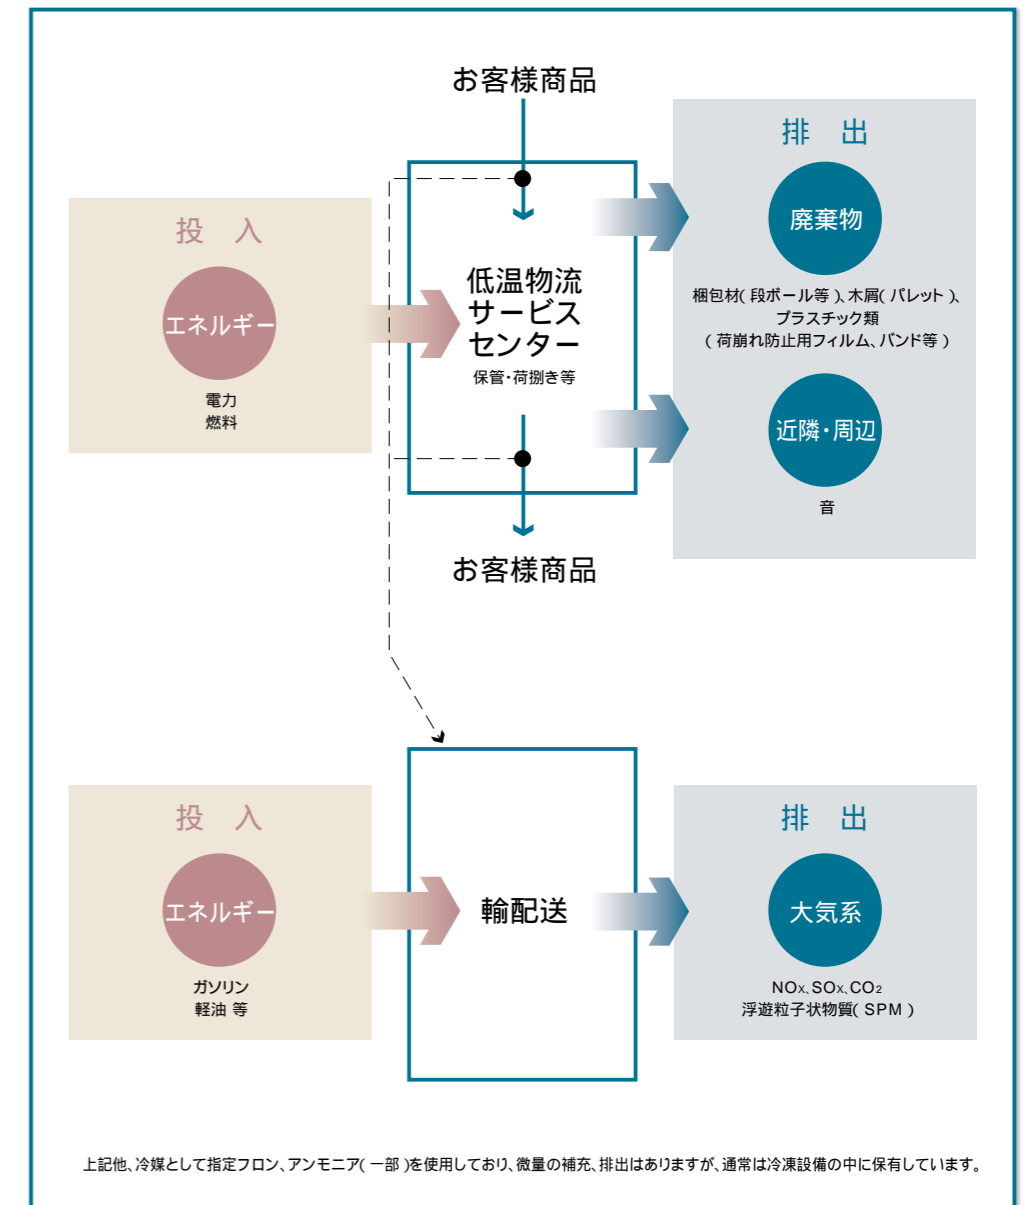 お客様商品
投 入
エネルギー
電力
燃料
低温物流
サービス
センター
保管・荷捌き等
排 出
廃棄物
梱包材(段ボール等)、木屑(パレット)、
プラスチック類
(荷崩れ防止用フィルム、バンド等)
近隣・周辺
音
お客様商品
投 入
エネルギー
ガソリン
軽油 等
輸配送
排 出
大気系
NOx、SOx、CO2
浮遊粒子状物質(SPM)
上記他、冷媒として指定フロン、アンモニア(一部)を使用しており、微量の補充、排出はありますが、通常は冷凍設備の中に保有しています。